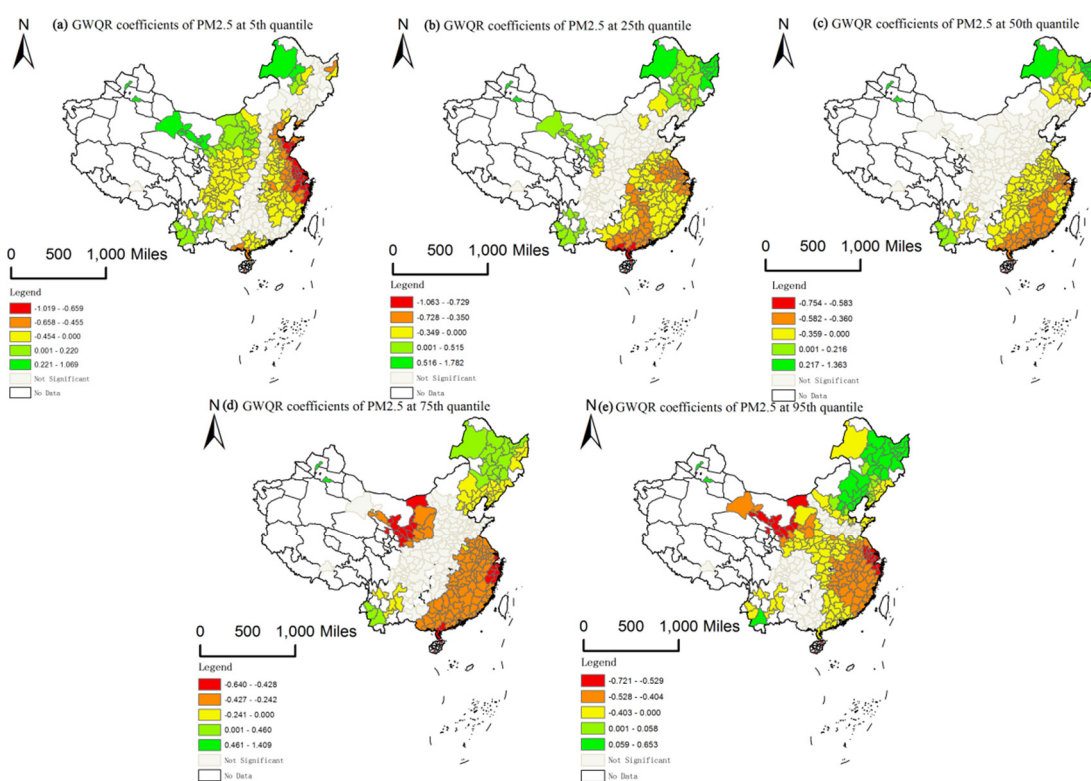 (a) GWQR coefficients of PM2.5 at 5th quantile
N
0 500 1,000 Miles
Legend
-1.019 - -0.659
-0.658 - -0.455
-0.454 - 0.000
0.001 - 0.220
0.221 - 1.069
Not Significant
No Data
(b) GWQR coefficients of PM2.5 at 25th quantile
N
0 500 1,000 Miles
Legend
-1.063 - -0.729
-0.728 - -0.350
-0.349 - 0.000
0.001 - 0.515
0.516 - 1.782
Not Significant
No Data
(c) GWQR coefficients of PM2.5 at 50th quantile
N
0 500 1,000 Miles
Legend
-0.754 - -0.583
-0.582 - -0.360
-0.359 - 0.000
0.001 - 0.216
0.217 - 1.363
Not Significant
No Data
N (d) GWQR coefficients of PM2.5 at 75th quantile
0 500 1,000 Miles
Legend
-0.640 - -0.428
-0.427 - -0.242
-0.241 - 0.000
0.001 - 0.460
0.461 - 1.409
Not Significant
No Data
N (e) GWQR coefficients of PM2.5 at 95th quantile
0 500 1,000 Miles
Legend
-0.721 - -0.529
-0.528 - -0.404
-0.403 - 0.000
0.001 - 0.058
0.059 - 0.653
Not Significant
No Data